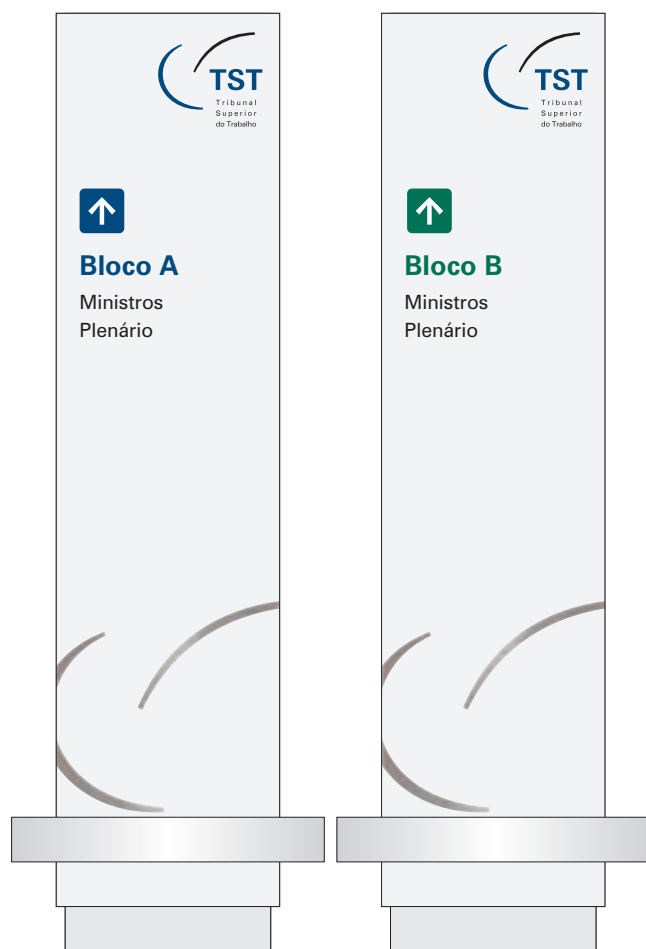 TST
Tribunal
Superior
do Trabalho
Bloco A
Ministros
Plenário
TST
Tribunal
Superior
do Trabalho
Bloco B
Ministros
Plenário